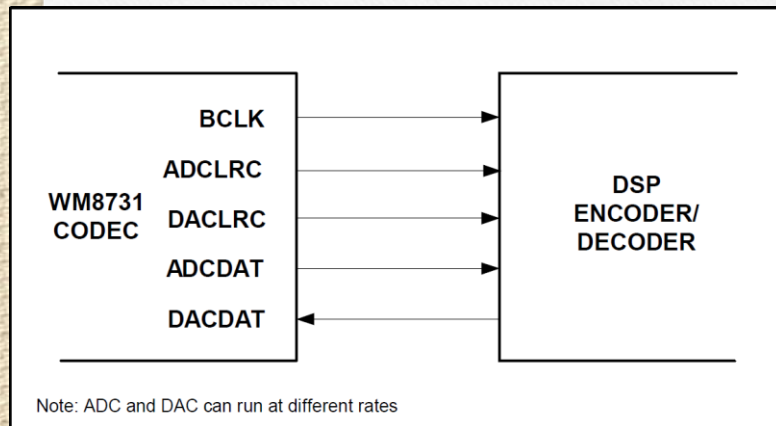 BCLK
ADCLRC
WM8731
CODEC
DACLRC
ADCDAT
DACDAT
DSP
ENCODER/
DECODER
Note: ADC and DAC can run at different rates